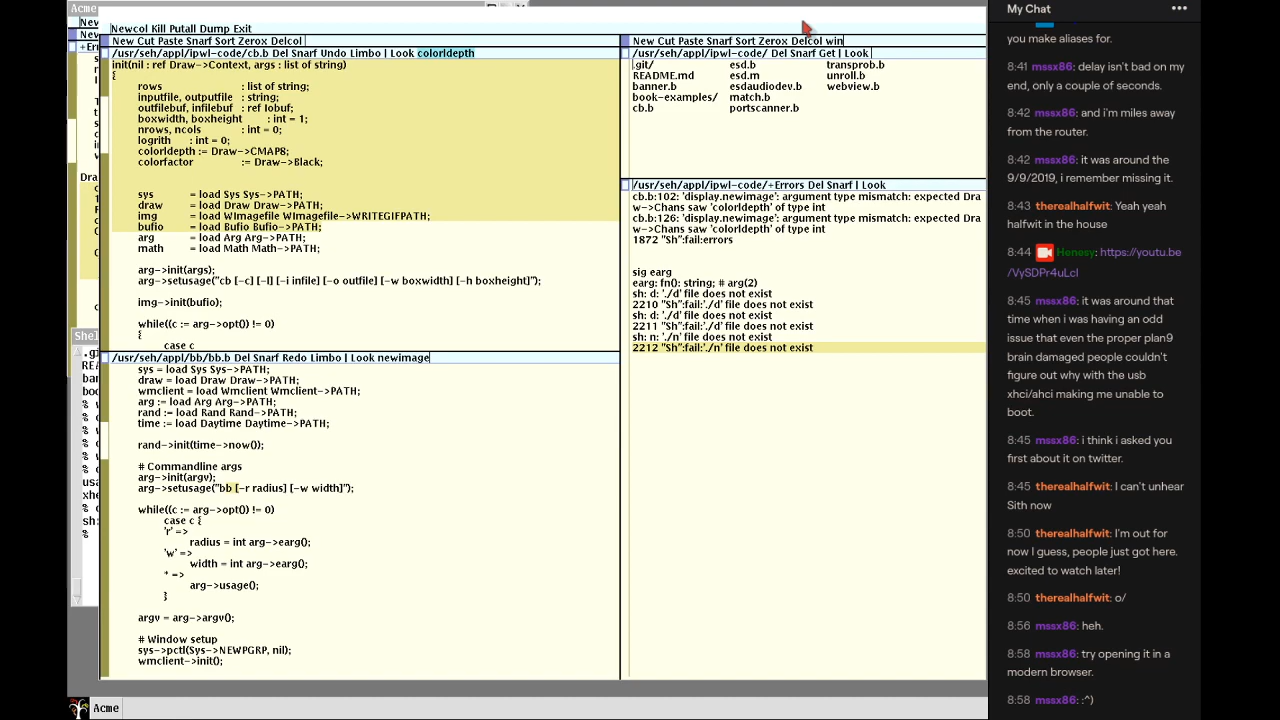 Acme
Newcol Kill Putall Dump Exit
New Cut Paste Snarf Sort Zerox Delcol
/usr/seh/appl/ipwl-code/cb.b Del Snarf Undo Limbo | Look colorldepth
init(nil : ref Draw->Context, args : list of string)
{
rows : list of string;
inputfile, outputfile : string;
outfilebuf, infilebuf : ref Iobuf;
boxwidth, boxheight : int = 1;
nrows, ncols : int = 0;
logrith : int = 0;
colorldepth := Draw->CMAP8;
colorfactor := Draw->Black;
sys = load Sys Sys->PATH;
draw = load Draw Draw->PATH;
img = load WImagefile WImagefile->WRITEGIFPATH;
bufio = load Bufio Bufio->PATH;
arg = load Arg Arg->PATH;
math = load Math Math->PATH;
arg->init(args);
arg->setusage("cb [-c] [-l] [-i infile] [-o outfile] [-w boxwidth] [-h boxheight]");
img->init(bufio);
while((c := arg->opt()) != 0)
{
case c
/usr/seh/appl/bb/bb.b Del Snarf Redo Limbo | Look newimage
sys = load Sys Sys->PATH;
draw = load Draw Draw->PATH;
wmclient = load Wmclient Wmclient->PATH;
arg := load Arg Arg->PATH;
rand := load Rand Rand->PATH;
time := load Daytime Daytime->PATH;
rand->init(time->now());
# Commandline args
arg->init(argv);
arg->setusage("bb [-r radius] [-w width]");
while((c := arg->opt()) != 0)
case c {
'r' =>
radius = int arg->earg();
'w' =>
width = int arg->earg();
* =>
arg->usage();
}
argv = arg->argv();
# Window setup
sys->pctl(Sys->NEWPGRP, nil);
wmclient->init();
New Cut Paste Snarf Sort Zerox Delcol win
/usr/seh/appl/ipwl-code/ Del Snarf Get | Look
.git/ esd.b transprob.b
README.md esd.m unroll.b
banner.b esdaudiodev.b webview.b
book-examples/ match.b
cb.b portscanner.b
/usr/seh/appl/ipwl-code/+Errors Del Snarf | Look
cb.b:102: 'display.newimage': argument type mismatch: expected Dra
w->Chans saw 'colorldepth' of type int
cb.b:126: 'display.newimage': argument type mismatch: expected Dra
w->Chans saw 'colorldepth' of type int
1872 "Sh":fail:errors
sig earg
earg: fn(): string; # arg(2)
sh: d: './d' file does not exist
2210 "Sh":fail:'./d' file does not exist
sh: d: './d' file does not exist
2211 "Sh":fail:'./d' file does not exist
sh: n: './n' file does not exist
2212 "Sh":fail:'./n' file does not exist
Acme
My Chat
you make aliases for.
8:41 mssx86: delay isn't bad on my
end, only a couple of seconds.
8:42 mssx86: and i'm miles away
from the router.
8:42 mssx86: it was around the
9/9/2019, i remember missing it.
8:43 therealhalfwit: Yeah yeah
halfwit in the house
8:44 Henesy: https://youtu.be
/VySDPr4uLcI
8:45 mssx86: it was around that
time when i was having an odd
issue that even the proper plan9
brain damaged people couldn't
figure out why with the usb
xhci/ahci making me unable to
boot.
8:45 mssx86: i think i asked you
first about it on twitter.
8:45 therealhalfwit: I can't unhear
Sith now
8:50 therealhalfwit: I'm out for
now I guess, people just got here.
excited to watch later!
8:50 therealhalfwit: o/
8:56 mssx86: heh.
8:58 mssx86: try opening it in a
modern browser.
8:58 mssx86: :^)